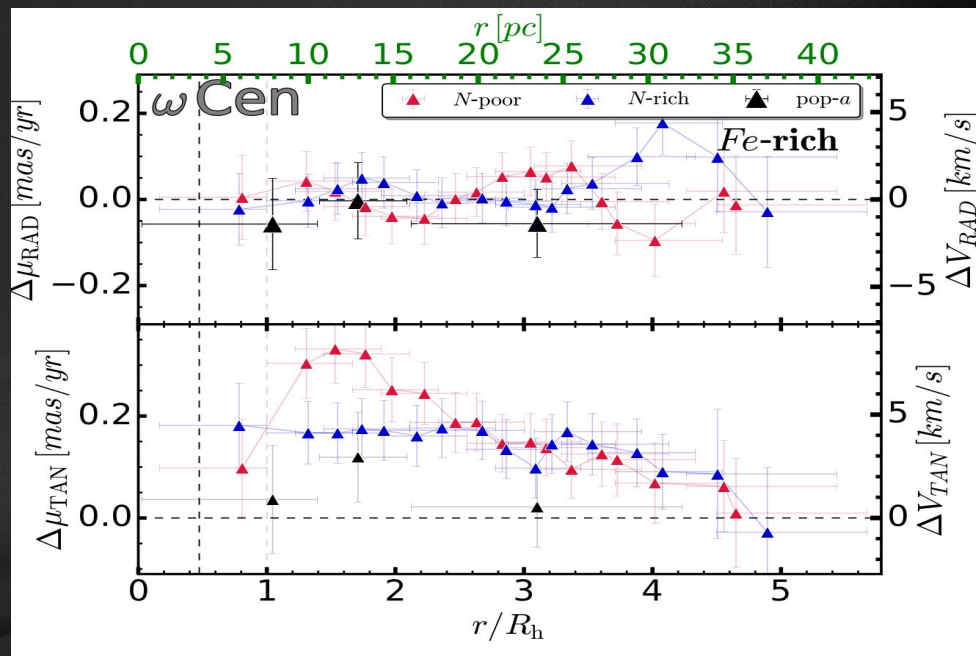 r [pc]
0 5 10 15 20 25 30 35 40
ω Cen
N-poor N-rich pop-a
Fe-rich
Δμ_RAD [mas/yr]
0.2
0.0
−0.2
ΔV_RAD [km/s]
5
0
−5
Δμ_TAN [mas/yr]
0.2
0.0
ΔV_TAN [km/s]
5
0
0 1 2 3 4 5
r/R_h